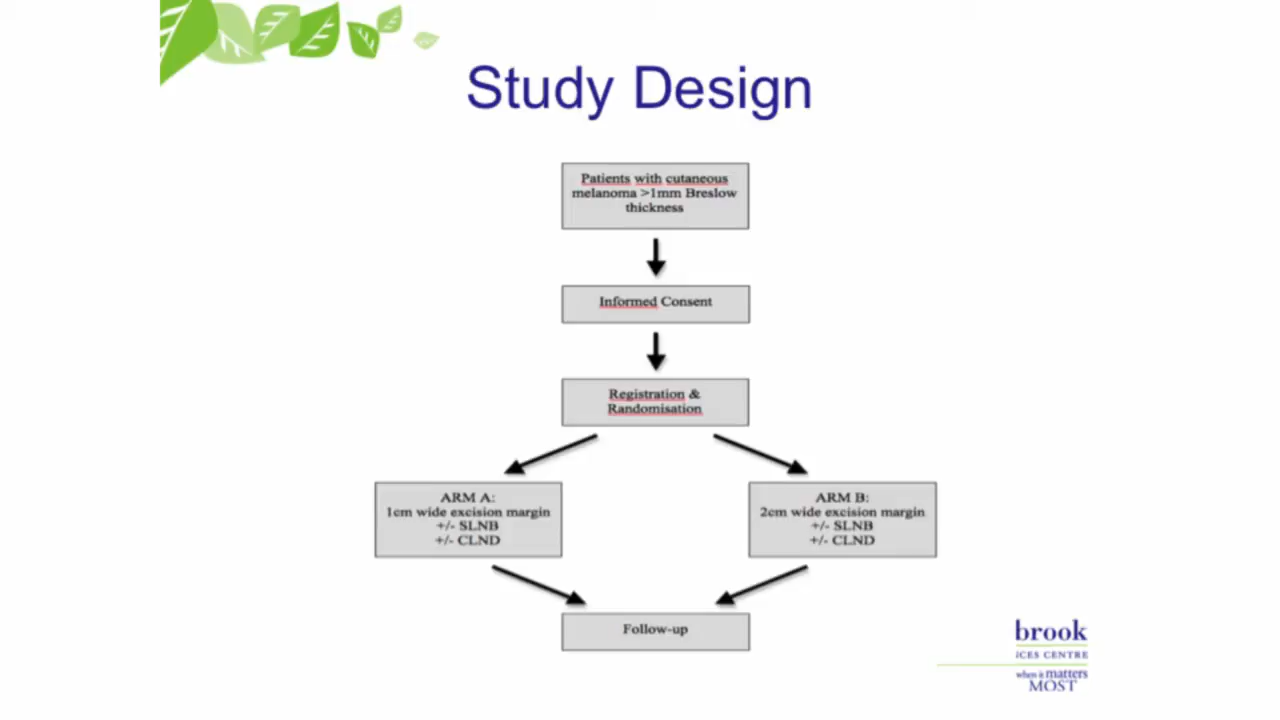 Study Design
Patients with cutaneous
melanoma >1mm Breslow
thickness
Informed Consent
Registration &
Randomisation
ARM A:
1cm wide excision margin
+/- SLNB
+/- CLND
ARM B:
2cm wide excision margin
+/- SLNB
+/- CLND
Follow-up
brook
ICES CENTRE
when it matters
MOST